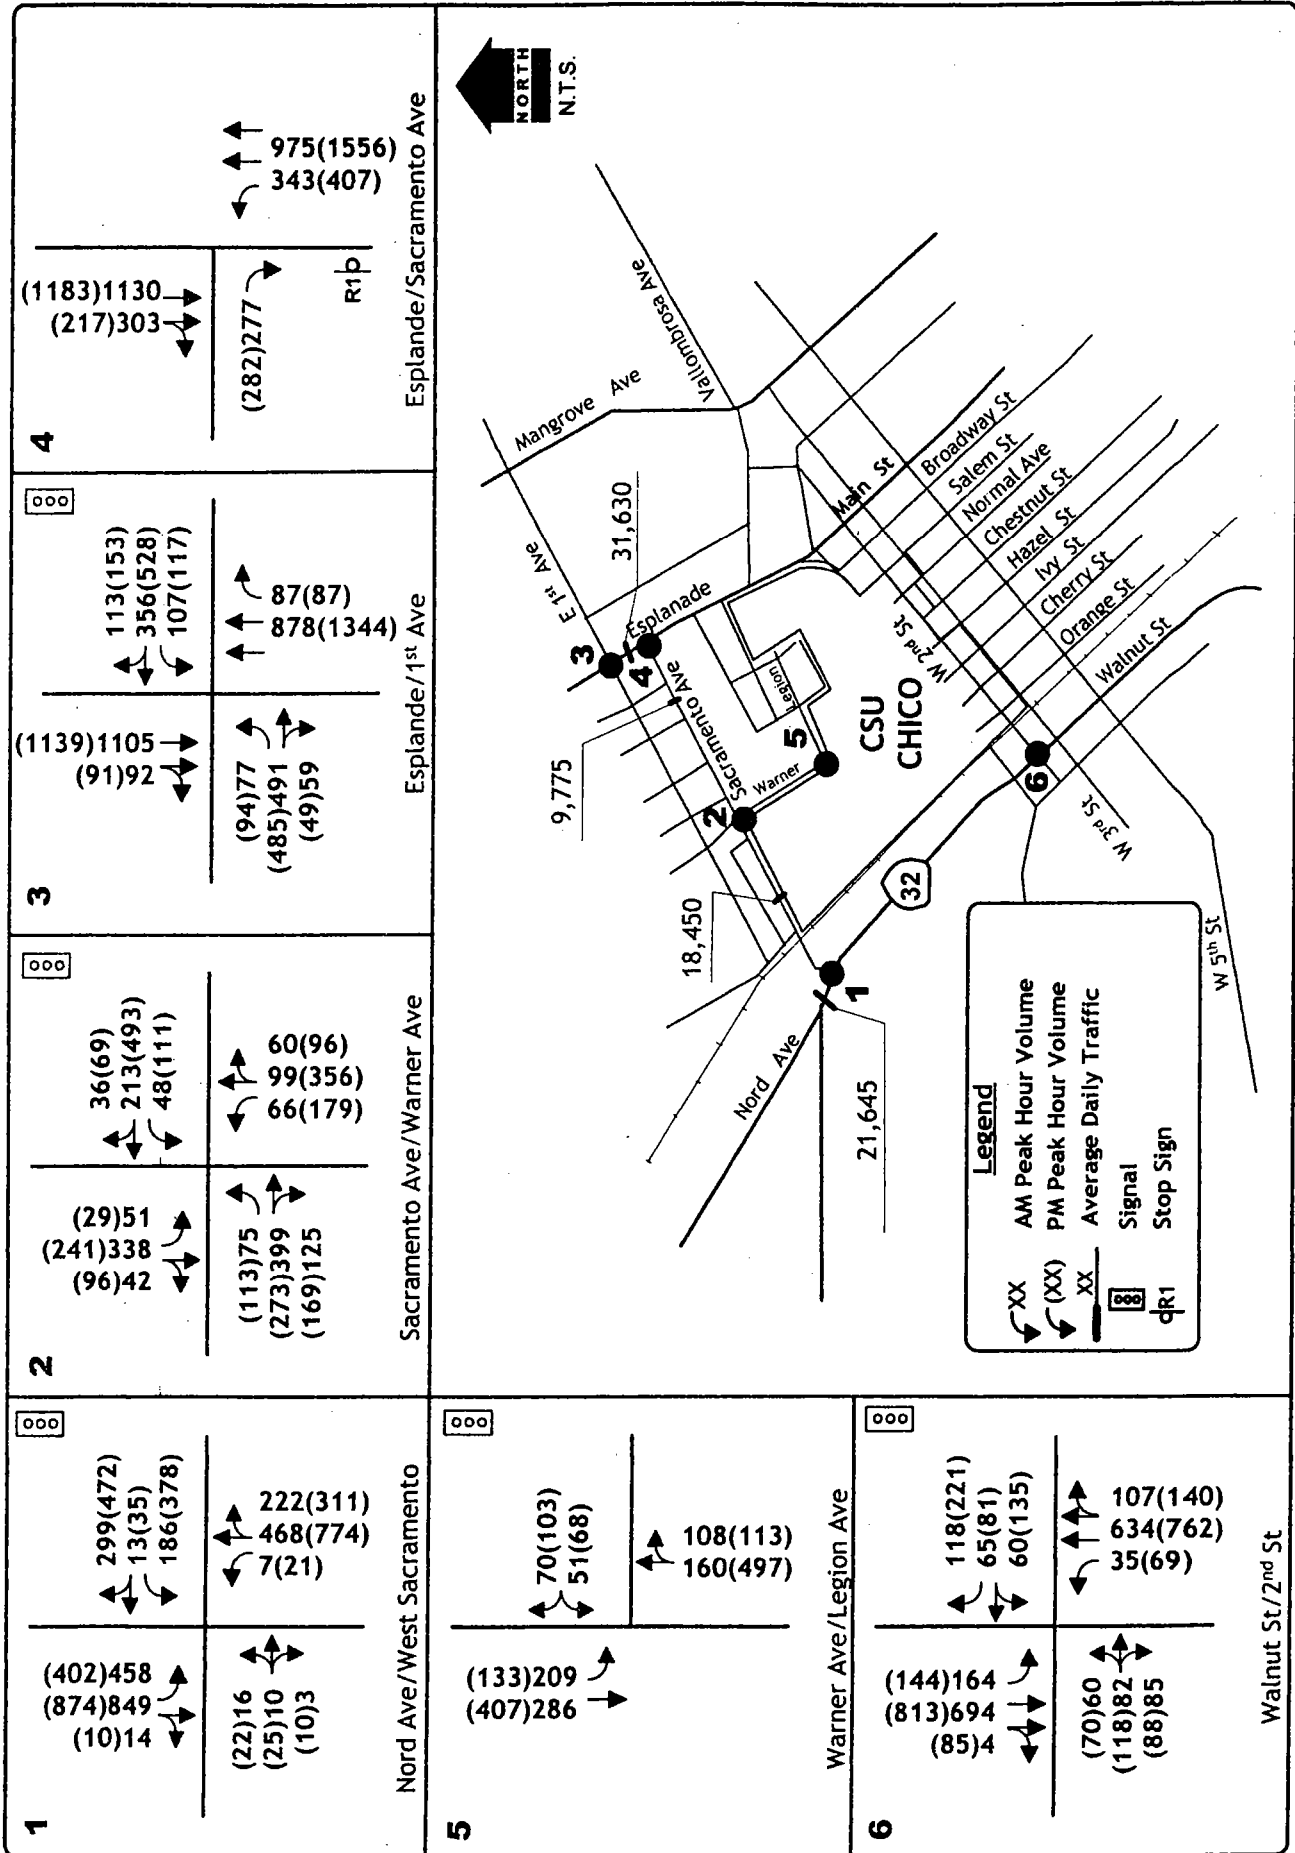 1
(402)458
(874)849
(10)14
299(472)
13(35)
186(378)
(22)16
(25)10
(10)3
222(311)
468(774)
7(21)
Nord Ave/West Sacramento
2
(29)51
(241)338
(96)42
36(69)
213(493)
48(111)
(113)75
(273)399
(169)125
60(96)
99(356)
66(179)
Sacramento Ave/Warner Ave
3
(1139)1105
(91)92
113(153)
356(528)
107(117)
(94)77
(485)491
(49)59
87(87)
878(1344)
Esplande/1st Ave
4
(1183)1130
(217)303
(282)277
R1
975(1556)
343(407)
Esplande/Sacramento Ave
5
(133)209
(407)286
70(103)
51(68)
108(113)
160(497)
Warner Ave/Legion Ave
6
(144)164
(813)694
(85)4
118(221)
65(81)
60(135)
(70)60
(118)82
(88)85
107(140)
634(762)
35(69)
Walnut St/2nd St
NORTH
N.T.S.
Mangrove Ave
Vallombrosa Ave
E 1st Ave
31,630
Esplanade
3
4
9,775
Sacramento Ave
2
Warner
5
Legion
18,450
CSU
CHICO
Main St
Broadway St
Salem St
Normal Ave
Chestnut St
Hazel St
Ivy St
Cherry St
Orange St
Walnut St
W 2nd St
W 3rd St
W 5th St
6
32
1
Nord Ave
21,645
Legend
XX AM Peak Hour Volume
(XX) PM Peak Hour Volume
XX Average Daily Traffic
Signal
R1 Stop Sign